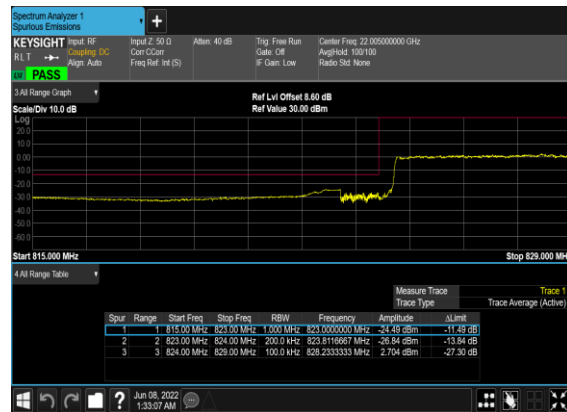 Spectrum Analyzer 1
Spurious Emissions
KEYSIGHT Input: RF Input Z: 50 Ω Atten: 40 dB Trig: Free Run Center Freq: 22.005000000 GHz
RLT Coupling: DC Corr CCorr Gate: Off Avg|Hold: 100/100
Align: Auto Freq Ref: Int (S) IF Gain: Low Radio Std: None
PASS
3 All Range Graph
Ref Lvl Offset 8.60 dB
Scale/Div 10.0 dB Ref Value 30.00 dBm
Log
20.0
10.0
0.00
-10.0
-20.0
-30.0
-40.0
-50.0
-60.0
Start 815.000 MHz Stop 829.000 MH
4 All Range Table
Measure Trace Trace 1
Trace Type Trace Average (Active)
Spur Range Start Freq Stop Freq RBW Frequency Amplitude ΔLimit
1 1 815.00 MHz 823.00 MHz 1.000 MHz 823.0000000 MHz -24.49 dBm -11.49 dB
2 2 823.00 MHz 824.00 MHz 200.0 kHz 823.8116667 MHz -26.84 dBm -13.84 dB
3 3 824.00 MHz 829.00 MHz 100.0 kHz 828.2333333 MHz 2.704 dBm -27.30 dB
Jun 08, 2022
1:33:07 AM